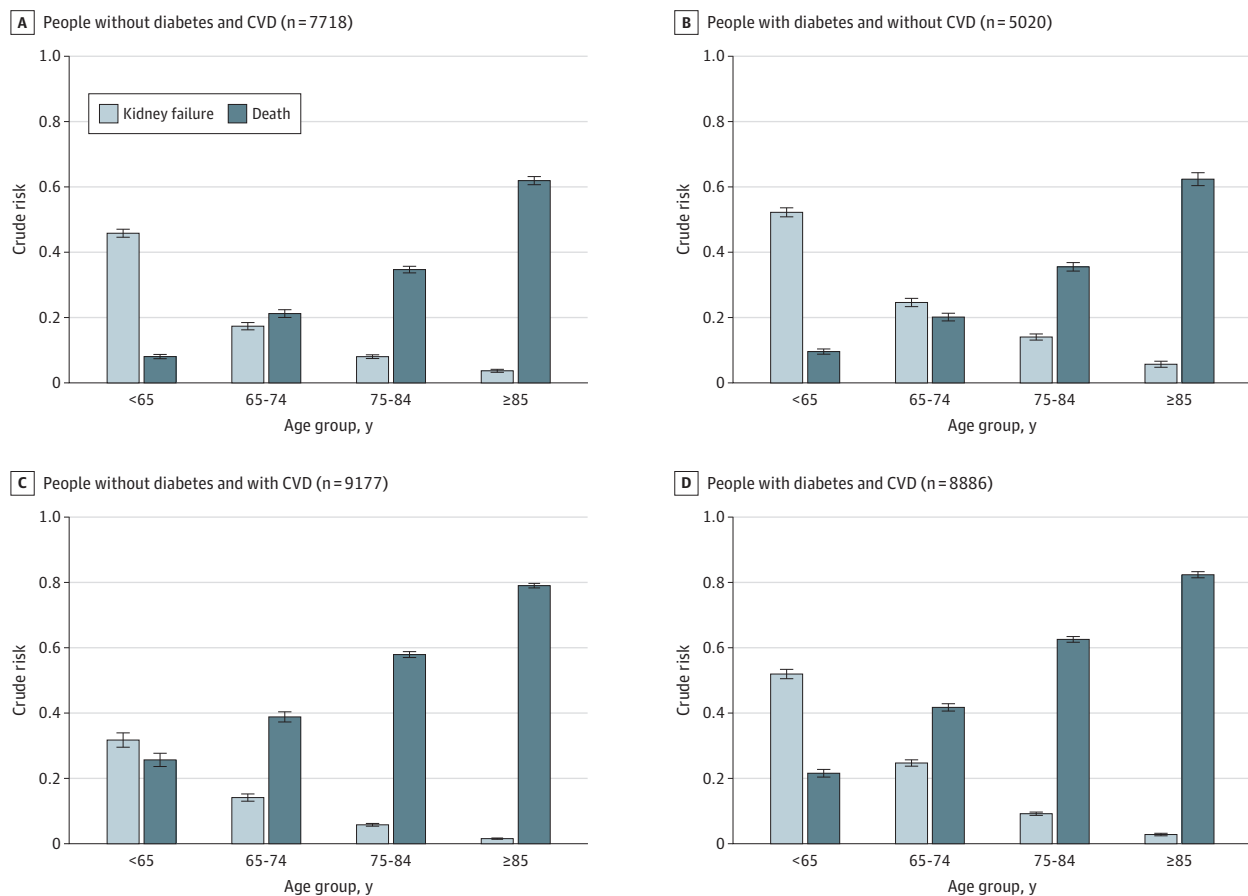 A People without diabetes and CVD (n=7718)
1.0
0.8
0.6
0.4
0.2
0
Crude risk
Kidney failure
Death
<65
65-74
75-84
≥85
Age group, y
B People with diabetes and without CVD (n=5020)
1.0
0.8
0.6
0.4
0.2
0
Crude risk
<65
65-74
75-84
≥85
Age group, y
C People without diabetes and with CVD (n=9177)
1.0
0.8
0.6
0.4
0.2
0
Crude risk
<65
65-74
75-84
≥85
Age group, y
D People with diabetes and CVD (n=8886)
1.0
0.8
0.6
0.4
0.2
0
Crude risk
<65
65-74
75-84
≥85
Age group, y